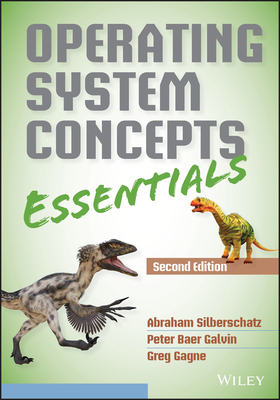 OPERATING
SYSTEM
CONCEPTS
ESSENTIALS
Second Edition
Abraham Silberschatz
Peter Baer Galvin
Greg Gagne
WILEY